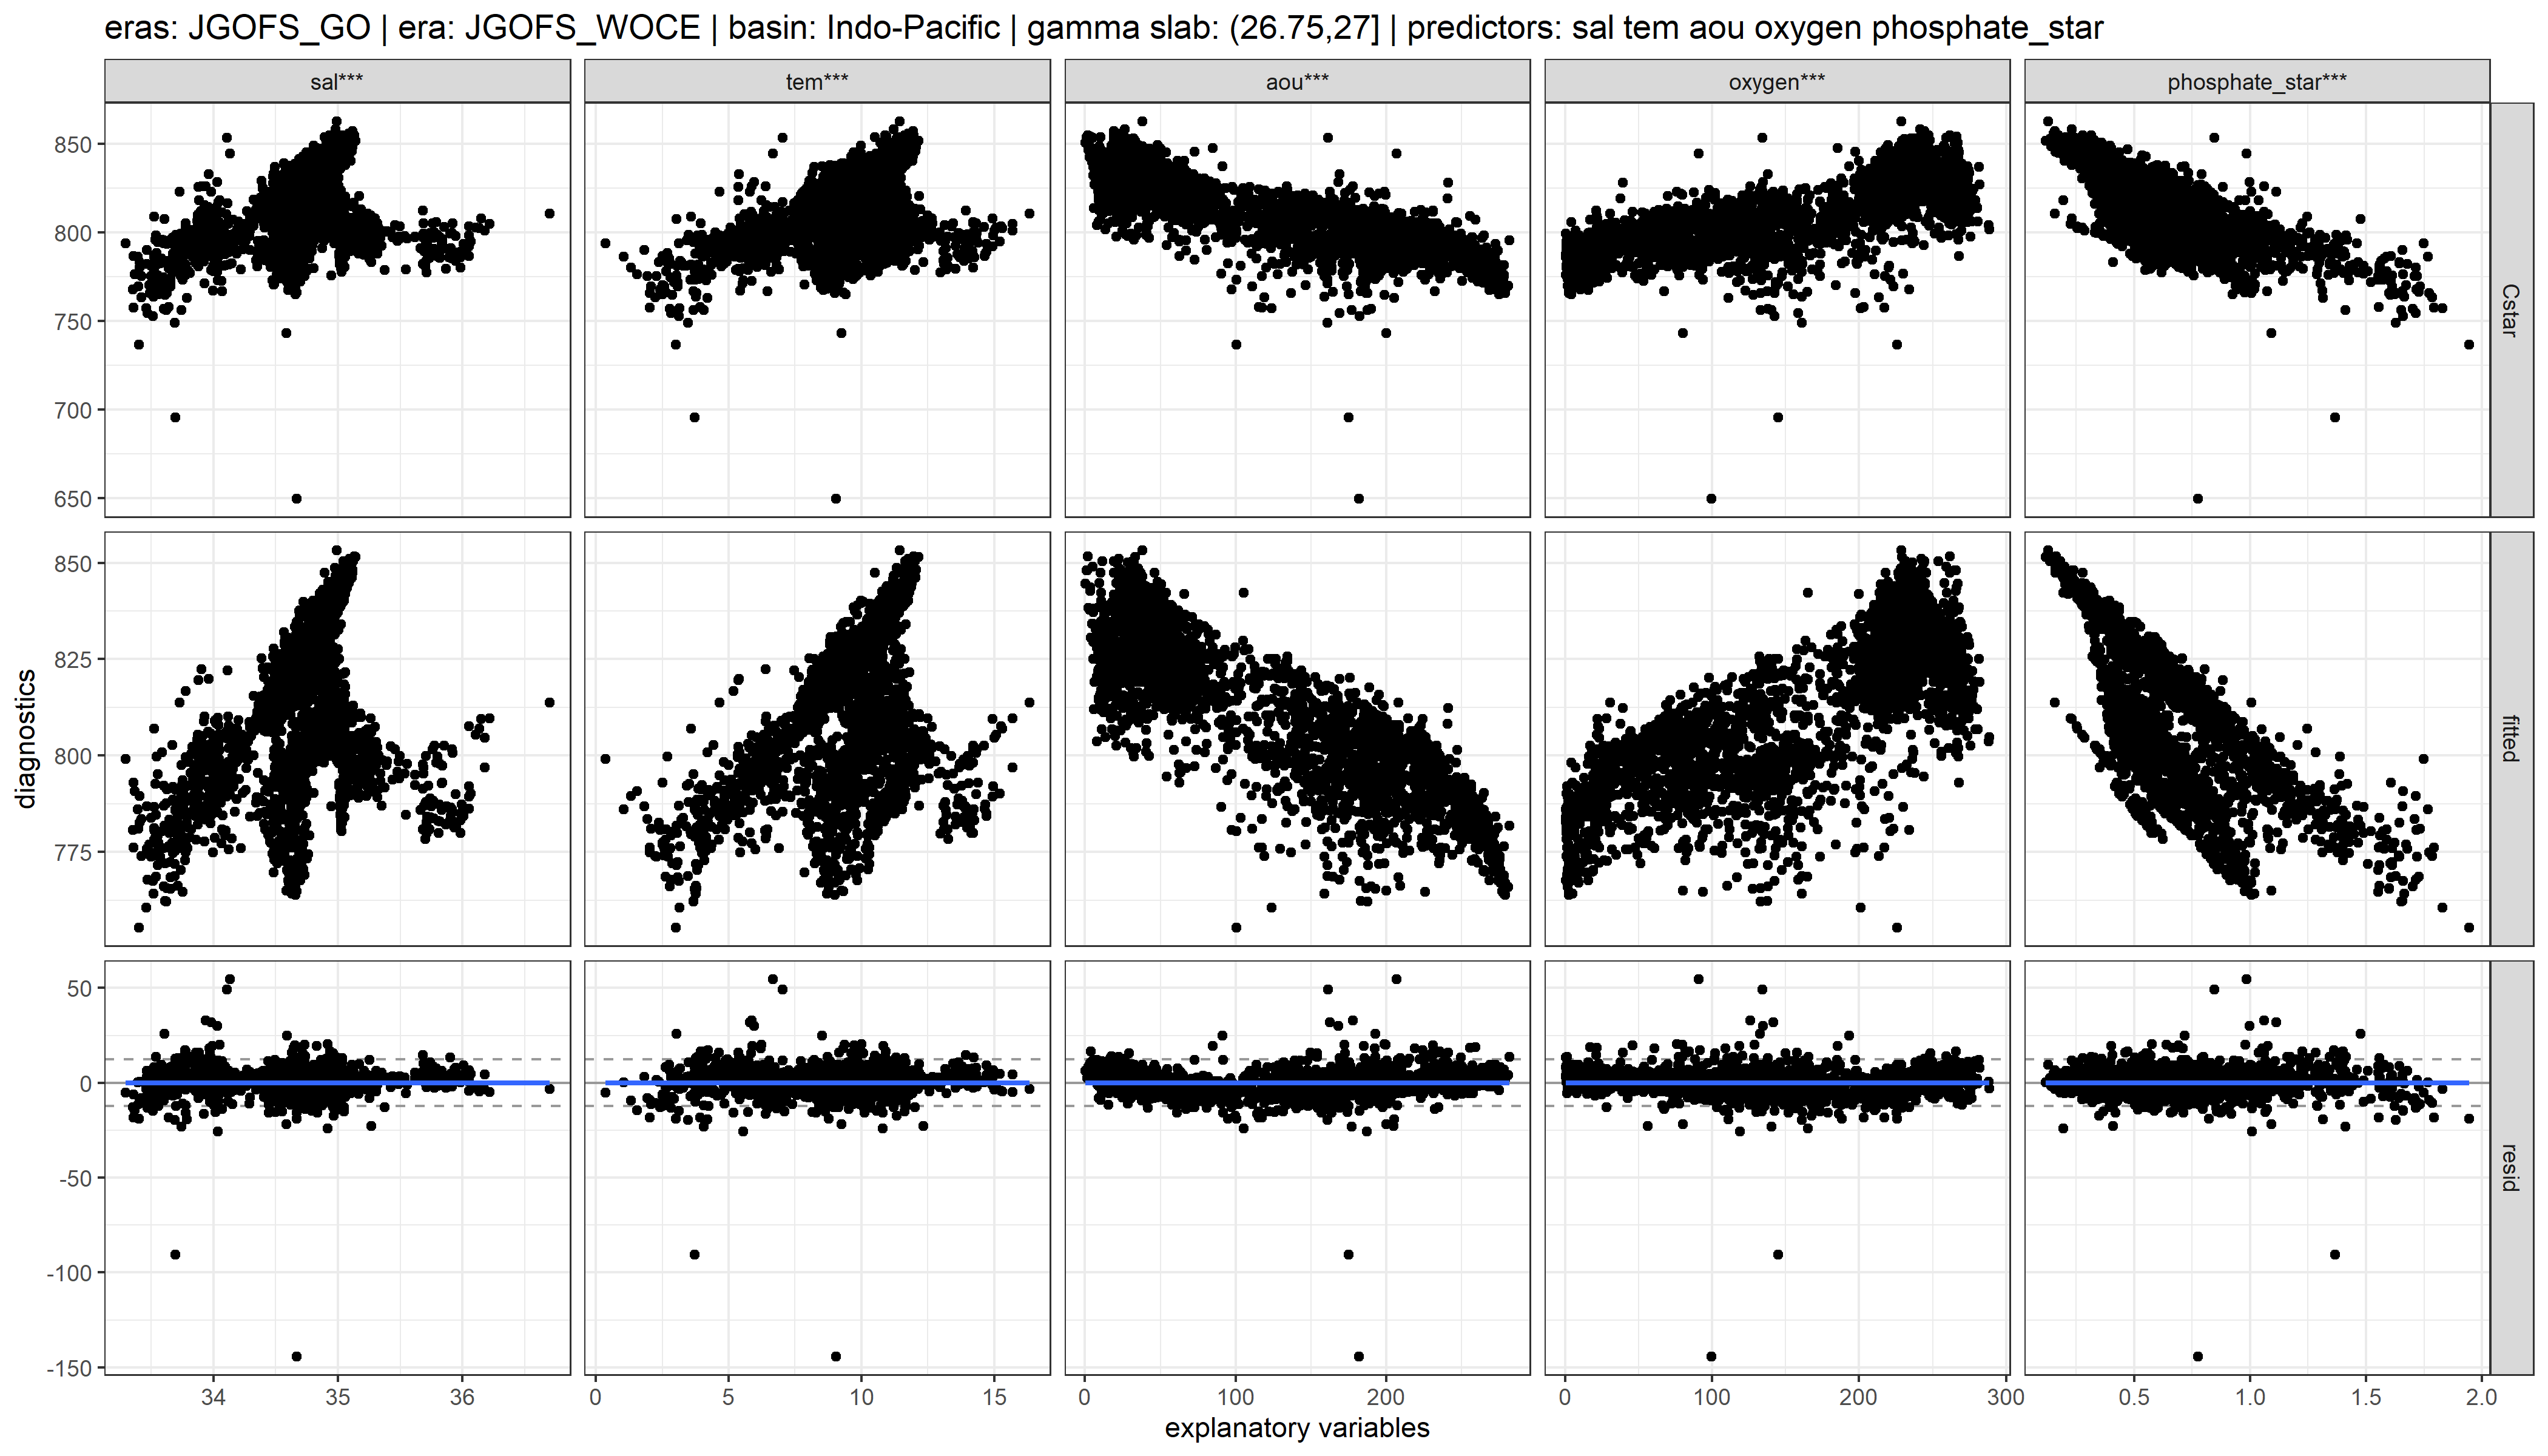 eras: JGOFS_GO | era: JGOFS_WOCE | basin: Indo-Pacific | gamma slab: (26.75,27] | predictors: sal tem aou oxygen phosphate_star
sal*** tem*** aou*** oxygen*** phosphate_star***
850
800
750
700
650
Cstar
850
825
800
775
fitted
diagnostics
50
0
-50
-100
-150
resid
34 35 36 0 5 10 15 0 100 200 0 100 200 300 0.5 1.0 1.5 2.0
explanatory variables